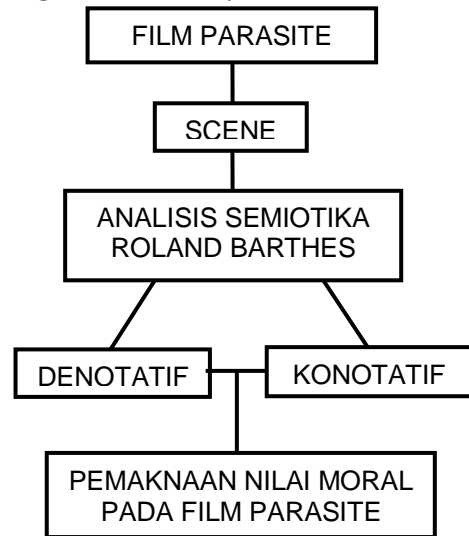 FILM PARASITE
SCENE
ANALISIS SEMIOTIKA
ROLAND BARTHES
DENOTATIF
KONOTATIF
PEMAKNAAN NILAI MORAL
PADA FILM PARASITE